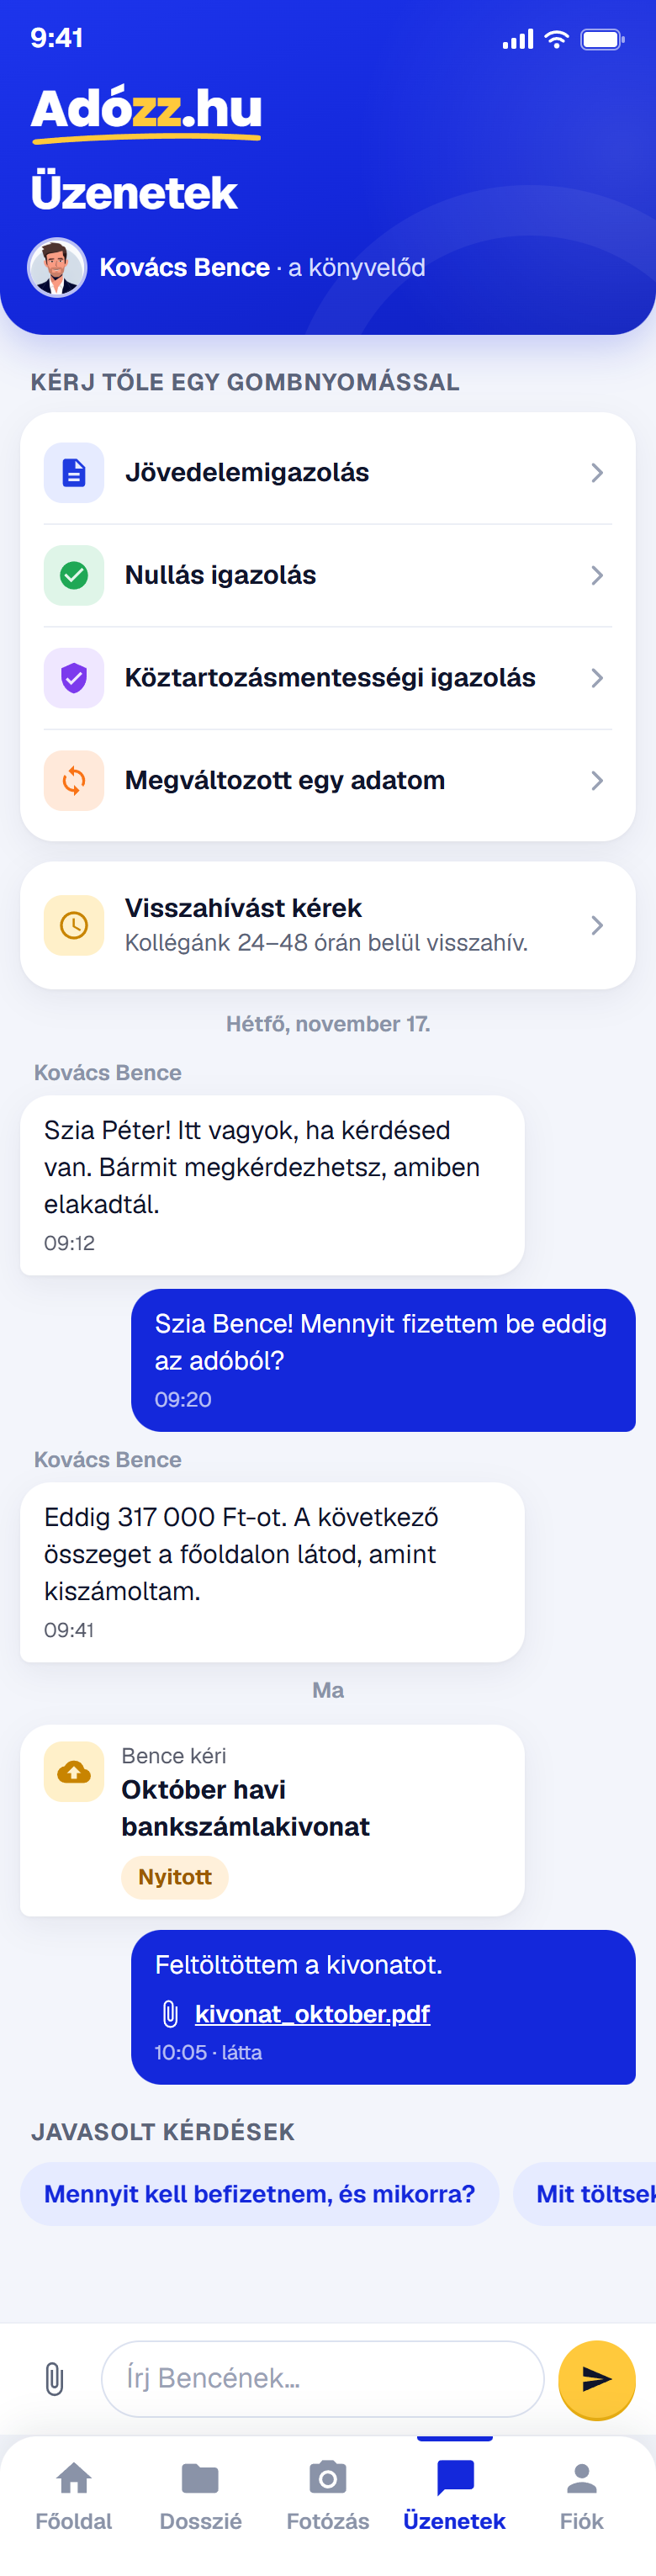 9:41
Adózz.hu
Üzenetek
Kovács Bence · a könyvelőd
KÉRJ TŐLE EGY GOMBNYOMÁSSAL
Jövedelemigazolás
Nullás igazolás
Köztartozásmentességi igazolás
Megváltozott egy adatom
Visszahívást kérek
Kollégánk 24–48 órán belül visszahív.
Hétfő, november 17.
Kovács Bence
Szia Péter! Itt vagyok, ha kérdésed
van. Bármit megkérdezhetsz, amiben
elakadtál.
09:12
Szia Bence! Mennyit fizettem be eddig
az adóból?
09:20
Kovács Bence
Eddig 317 000 Ft-ot. A következő
összeget a főoldalon látod, amint
kiszámoltam.
09:41
Ma
Bence kéri
Október havi
bankszámlakivonat
Nyitott
Feltöltöttem a kivonatot.
kivonat_oktober.pdf
10:05 · látta
JAVASOLT KÉRDÉSEK
Mennyit kell befizetnem, és mikorra?
Mit töltsek
Írj Bencének...
Főoldal
Dosszié
Fotózás
Üzenetek
Fiók